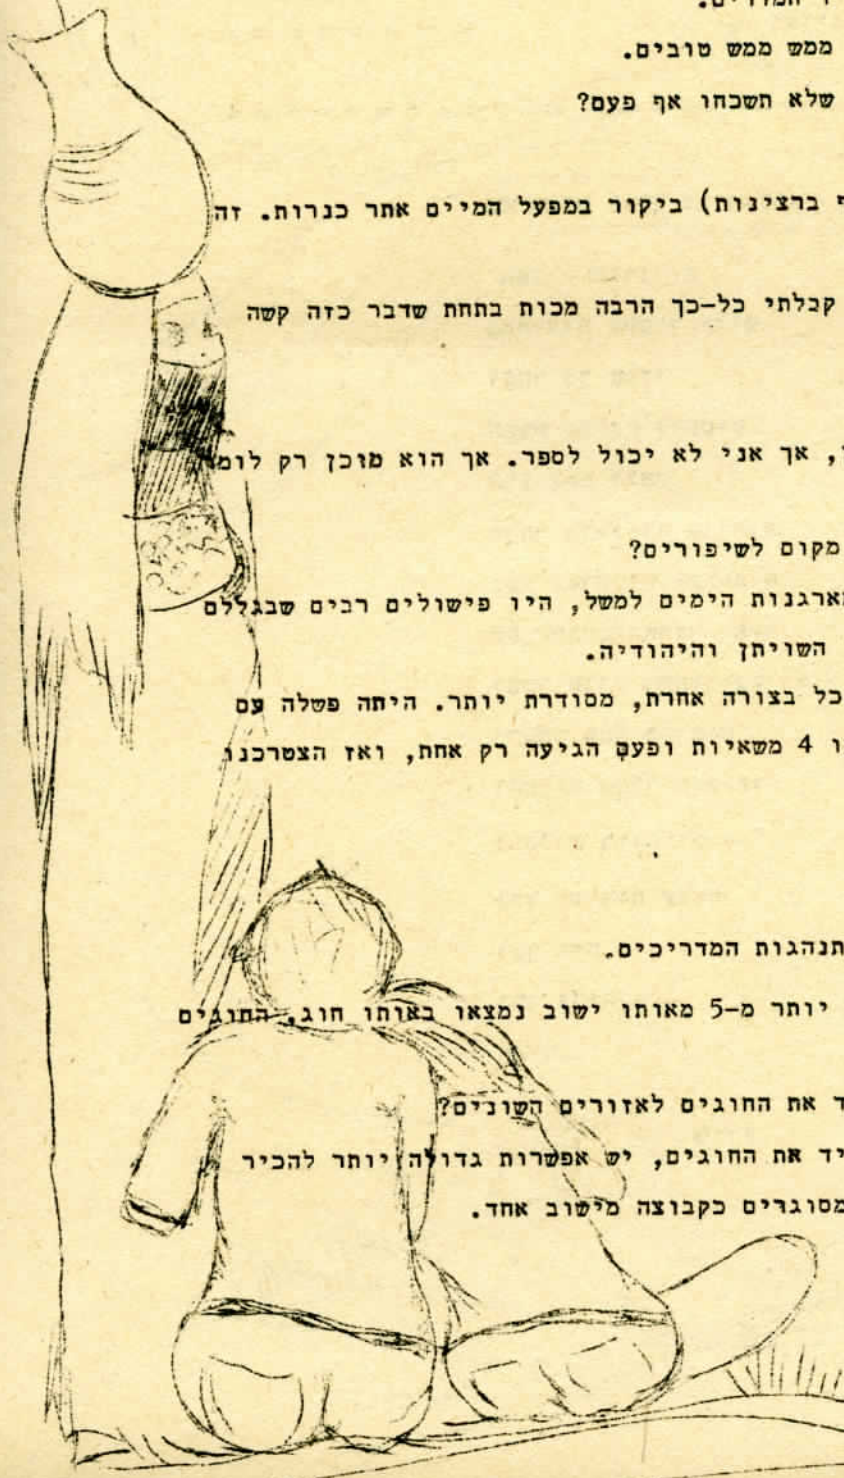 ממש ממש טובים.
שלא תשכחו אף פעם?
ברצינות) ביקור במפעל המיים אתר כנרות. זה
קבלתי כל-כך הרבה מכות בתחת שדבר כזה קשה
, אך אני לא יכול לספר. אך הוא מוכן רק לומ
מקום לשיפורים?
מארגנות הימים למשל, היו פישולים רבים שבגללם
השויתן והיהודיה.
כל בצורה אחרת, מסודרת יותר. היתה פשלה עם
ו 4 משאיות ופעם הגיעה רק אחת, ואז הצטרכנו
תנהגות המדריכים.
יותר מ-5 מאותו ישוב נמצאו באותו חוג. החוגים
ד את החוגים לאזורים השונים?
יד את החוגים, יש אפשרות גדולה יותר להכיר
מסוגרים כקבוצה מישוב אחד.